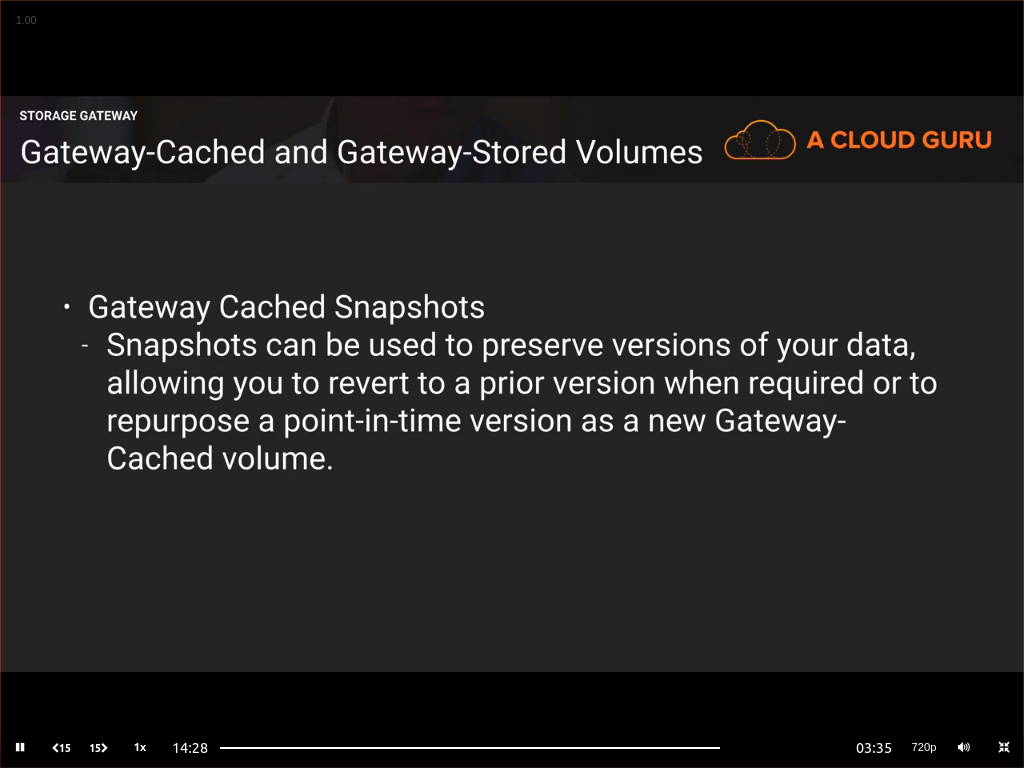 1.00
STORAGE GATEWAY
Gateway-Cached and Gateway-Stored Volumes
A CLOUD GURU
• Gateway Cached Snapshots
- Snapshots can be used to preserve versions of your data,
allowing you to revert to a prior version when required or to
repurpose a point-in-time version as a new Gateway-
Cached volume.
15 15 1x 14:28 03:35 720p